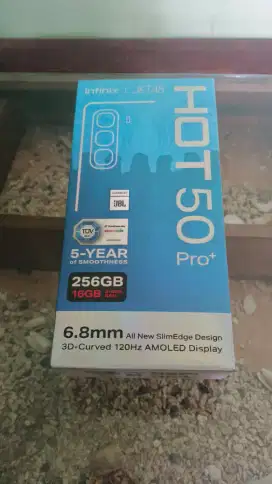 Infinix
HOT 50
Pro+
JBL
TÜV
5-YEAR
of SMOOTHNESS
256GB
16GB
6.8mm All New SlimEdge Design
3D-Curved 120Hz AMOLED Display